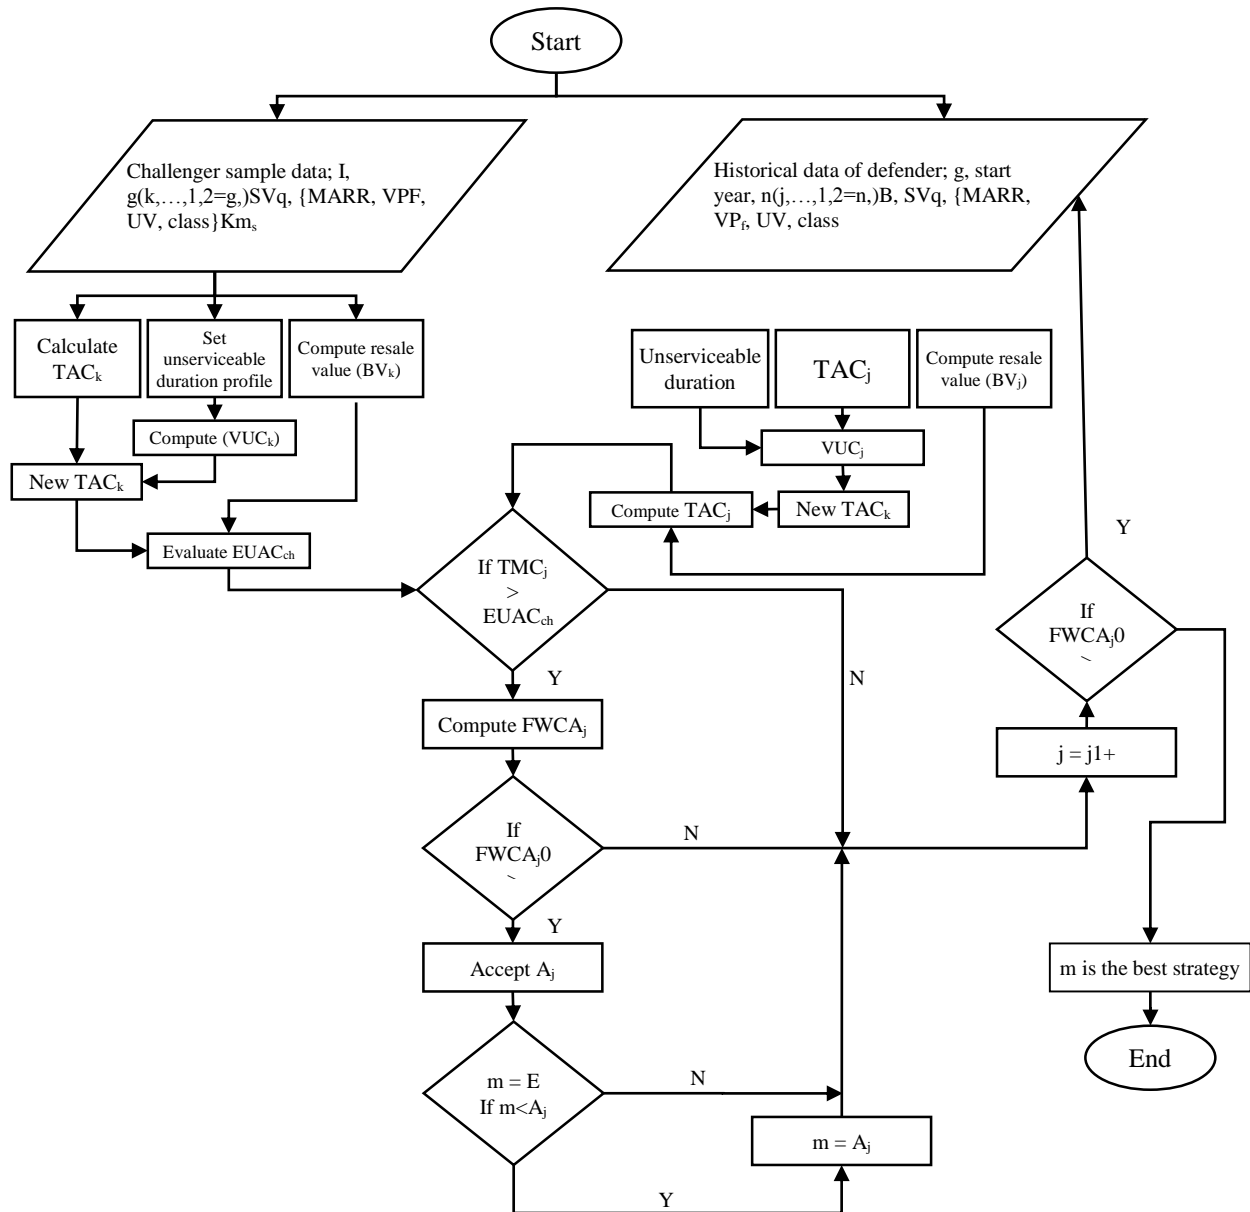 Start
Challenger sample data; I,
g(k,…,1,2=g,)SVq, {MARR, VPF,
UV, class}Kmₛ
Historical data of defender; g, start
year, n(j,…,1,2=n,)B, SVq, {MARR,
VP_f, UV, class
Calculate
TACₖ
Set
unserviceable
duration profile
Compute resale
value (BVₖ)
Compute (VUCₖ)
New TACₖ
Evaluate EUAC_ch
Unserviceable
duration
TACⱼ
Compute resale
value (BVⱼ)
VUCⱼ
New TACₖ
Compute TACⱼ
If TMCⱼ
>
EUAC_ch
Y
N
Compute FWCAⱼ
If
FWCAⱼ0
~
N
Y
Accept Aⱼ
m = E
If m<Aⱼ
N
Y
m = Aⱼ
j = j1+
If
FWCAⱼ0
~
Y
m is the best strategy
End